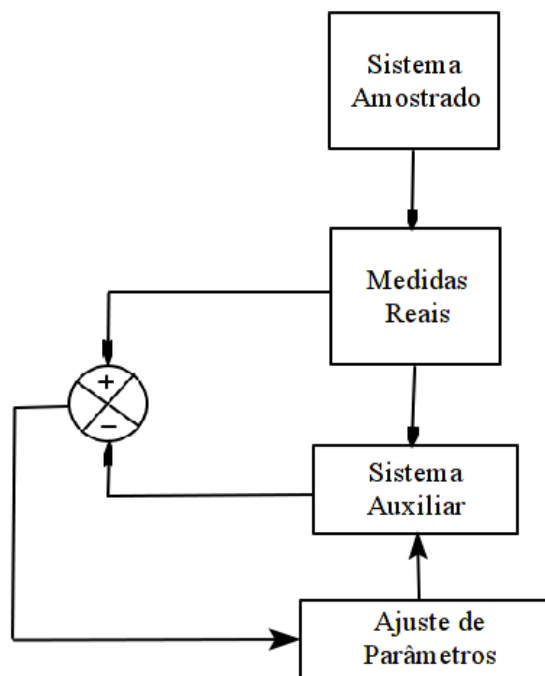 Sistema
Amostrado
Medidas
Reais
+
−
Sistema
Auxiliar
Ajuste de
Parâmetros